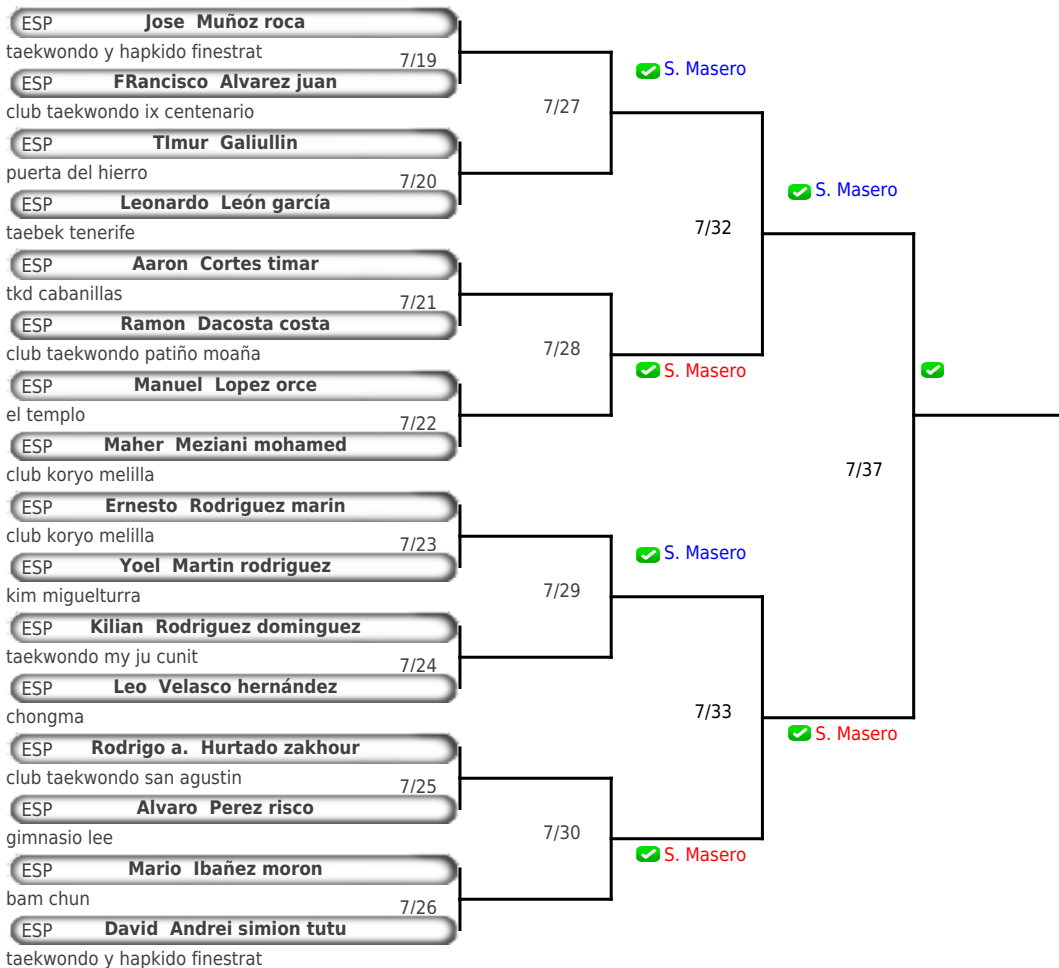 ESP Jose Muñoz roca
taekwondo y hapkido finestrat
7/19
ESP FRancisco Alvarez juan
club taekwondo ix centenario
ESP TImur Galiullin
puerta del hierro
7/20
ESP Leonardo León garcía
taebek tenerife
ESP Aaron Cortes timar
tkd cabanillas
7/21
ESP Ramon Dacosta costa
club taekwondo patiño moaña
ESP Manuel Lopez orce
el templo
7/22
ESP Maher Meziani mohamed
club koryo melilla
ESP Ernesto Rodriguez marin
club koryo melilla
7/23
ESP Yoel Martin rodriguez
kim miguelturra
ESP Kilian Rodriguez dominguez
taekwondo my ju cunit
7/24
ESP Leo Velasco hernández
chongma
ESP Rodrigo a. Hurtado zakhour
club taekwondo san agustin
7/25
ESP Alvaro Perez risco
gimnasio lee
ESP Mario Ibañez moron
bam chun
7/26
ESP David Andrei simion tutu
taekwondo y hapkido finestrat
S. Masero
7/27
7/28
S. Masero
S. Masero
7/29
7/30
S. Masero
S. Masero
7/32
7/33
S. Masero
7/37